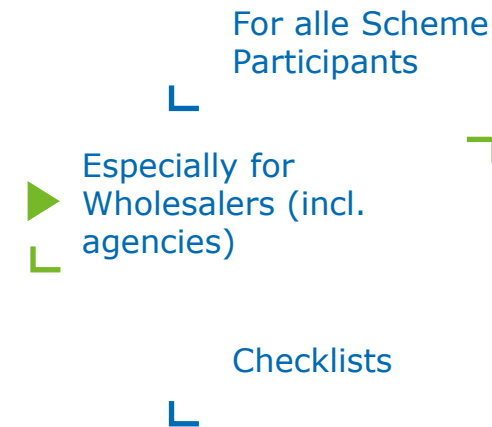 For alle Scheme
Participants
Especially for
Wholesalers (incl.
agencies)
Checklists